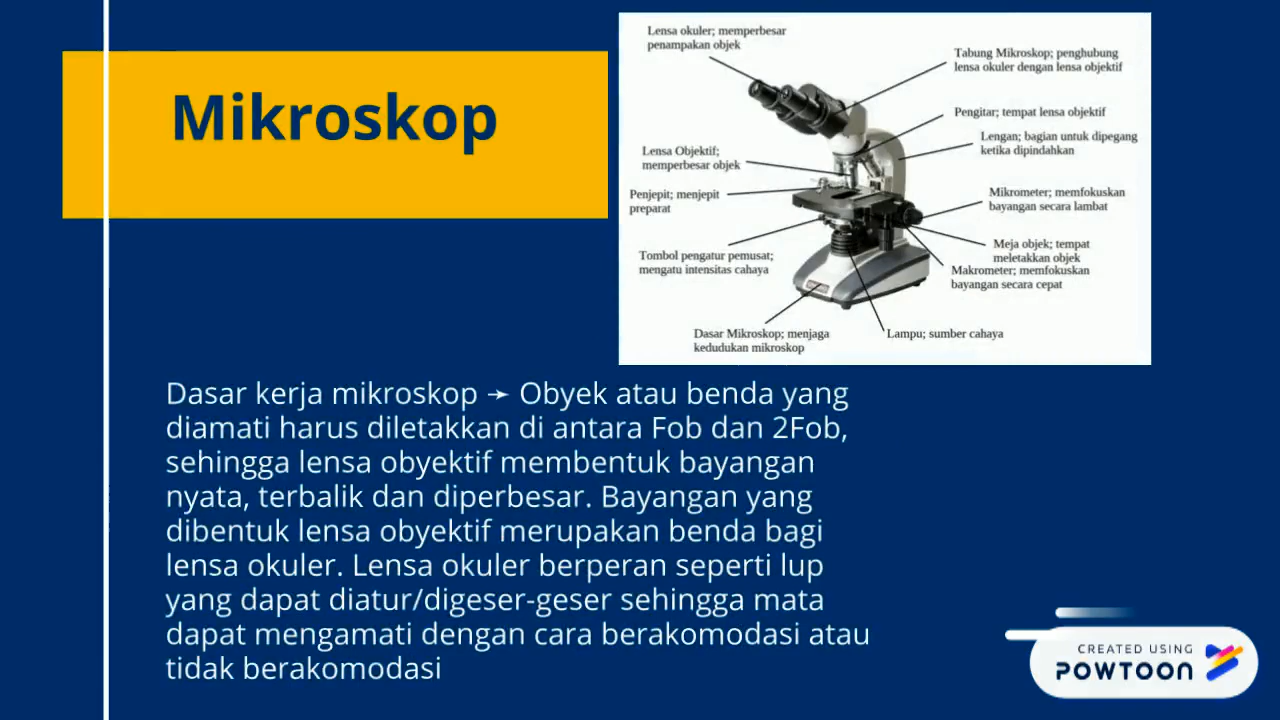 Mikroskop
Lensa okuler; memperbesar
penampakan objek
Tabung Mikroskop; penghubung
lensa okuler dengan lensa objektif
Pengitar; tempat lensa objektif
Lengan; bagian untuk dipegang
ketika dipindahkan
Lensa Objektif;
memperbesar objek
Penjepit; menjepit
preparat
Mikrometer; memfokuskan
bayangan secara lambat
Tombol pengatur pemusat;
mengatu intensitas cahaya
Meja objek; tempat
meletakkan objek
Makrometer; memfokuskan
bayangan secara cepat
Dasar Mikroskop; menjaga
kedudukan mikroskop
Lampu; sumber cahaya
Dasar kerja mikroskop → Obyek atau benda yang
diamati harus diletakkan di antara Fob dan 2Fob,
sehingga lensa obyektif membentuk bayangan
nyata, terbalik dan diperbesar. Bayangan yang
dibentuk lensa obyektif merupakan benda bagi
lensa okuler. Lensa okuler berperan seperti lup
yang dapat diatur/digeser-geser sehingga mata
dapat mengamati dengan cara berakomodasi atau
tidak berakomodasi
CREATED USING
POWTOON